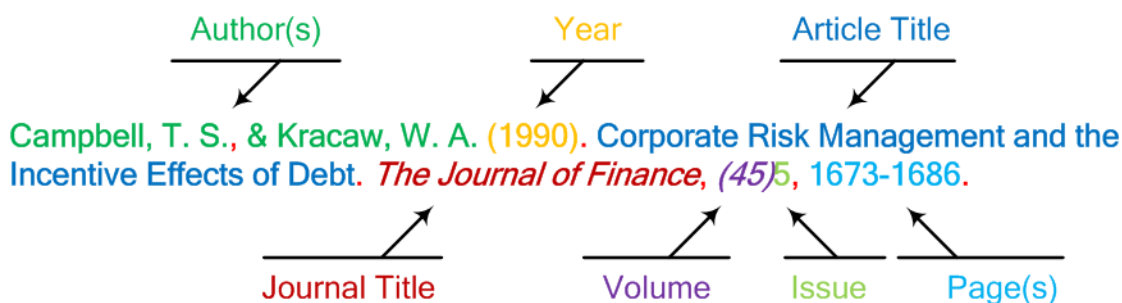 Author(s) Year Article Title
Campbell, T. S., & Kracaw, W. A. (1990). Corporate Risk Management and the
Incentive Effects of Debt. The Journal of Finance, (45)5, 1673-1686.
Journal Title Volume Issue Page(s)